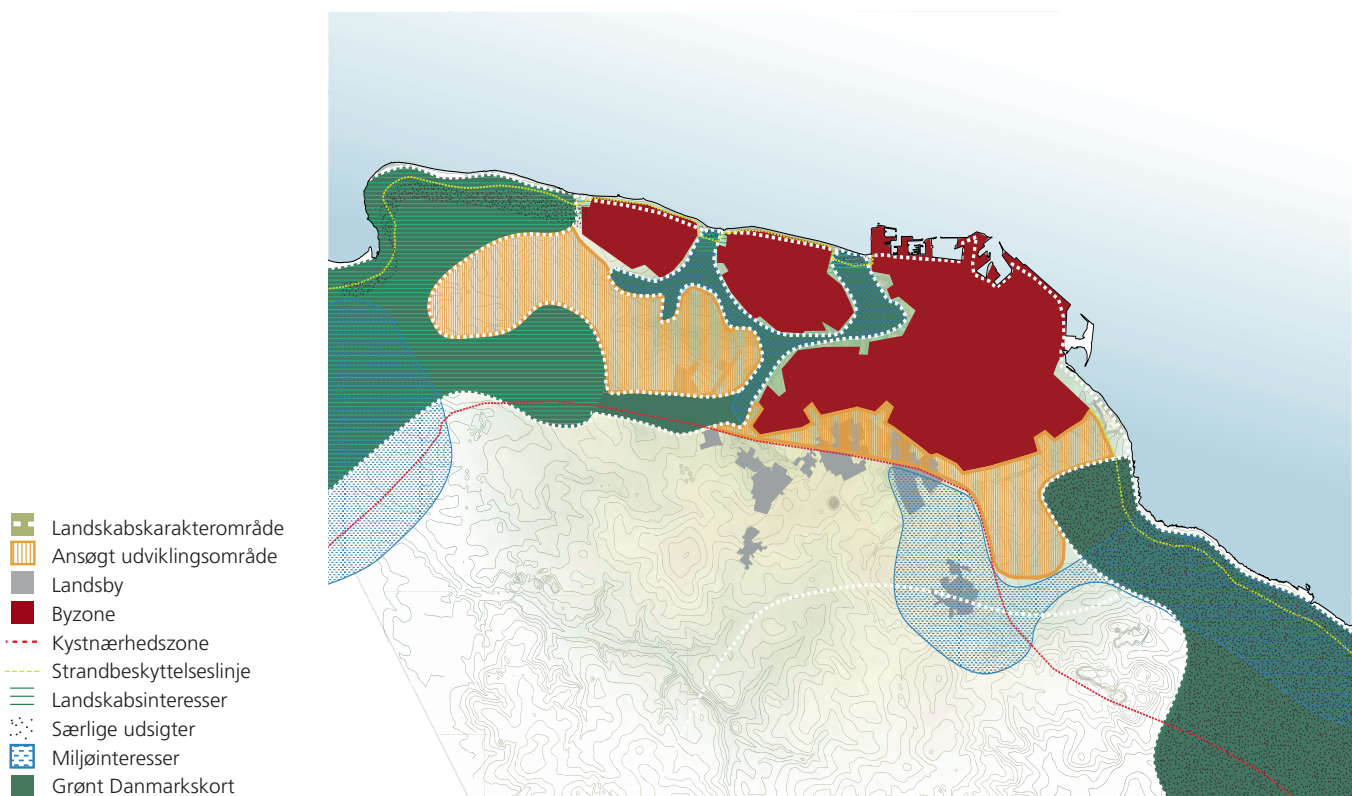 Landskabskarakterområde
Ansøgt udviklingsområde
Landsby
Byzone
Kystnærhedszone
Strandbeskyttelseslinje
Landskabsinteresser
Særlige udsigter
Miljøinteresser
Grønt Danmarkskort